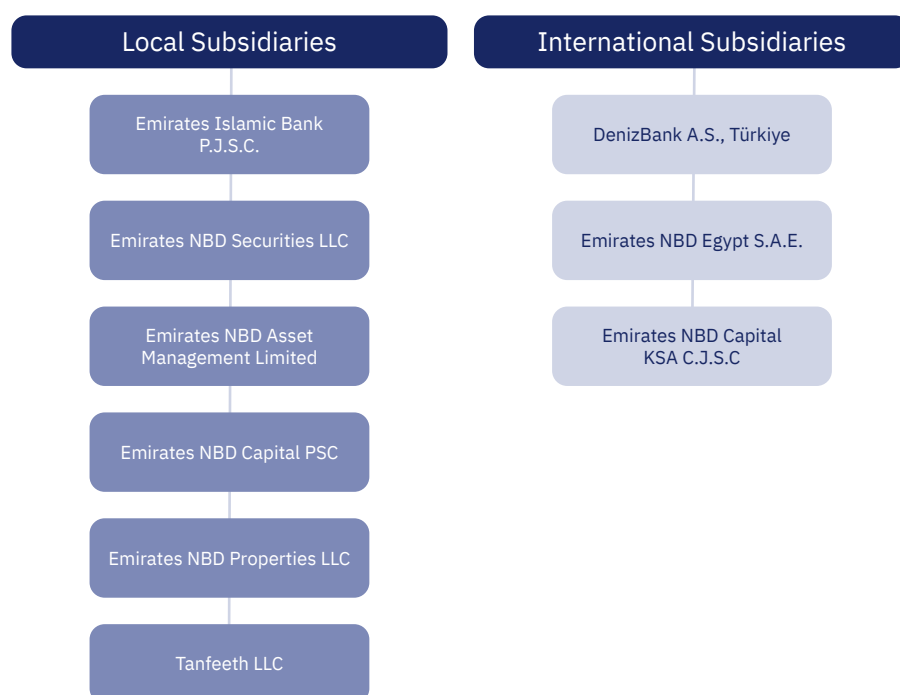 Local Subsidiaries
Emirates Islamic Bank
P.J.S.C.
Emirates NBD Securities LLC
Emirates NBD Asset
Management Limited
Emirates NBD Capital PSC
Emirates NBD Properties LLC
Tanfeeth LLC
International Subsidiaries
DenizBank A.S., Türkiye
Emirates NBD Egypt S.A.E.
Emirates NBD Capital
KSA C.J.S.C